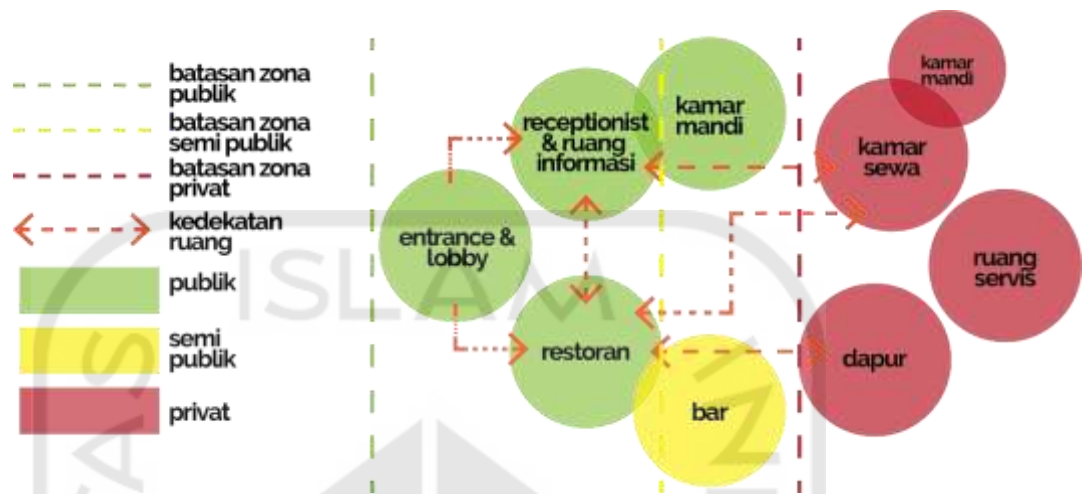 batasan zona
publik
batasan zona
semi publik
batasan zona
privat
kedekatan
ruang
publik
semi
publik
privat
entrance &
lobby
receptionist
& ruang
informasi
kamar
mandi
restoran
bar
kamar
mandi
kamar
sewa
ruang
servis
dapur
ISLAM